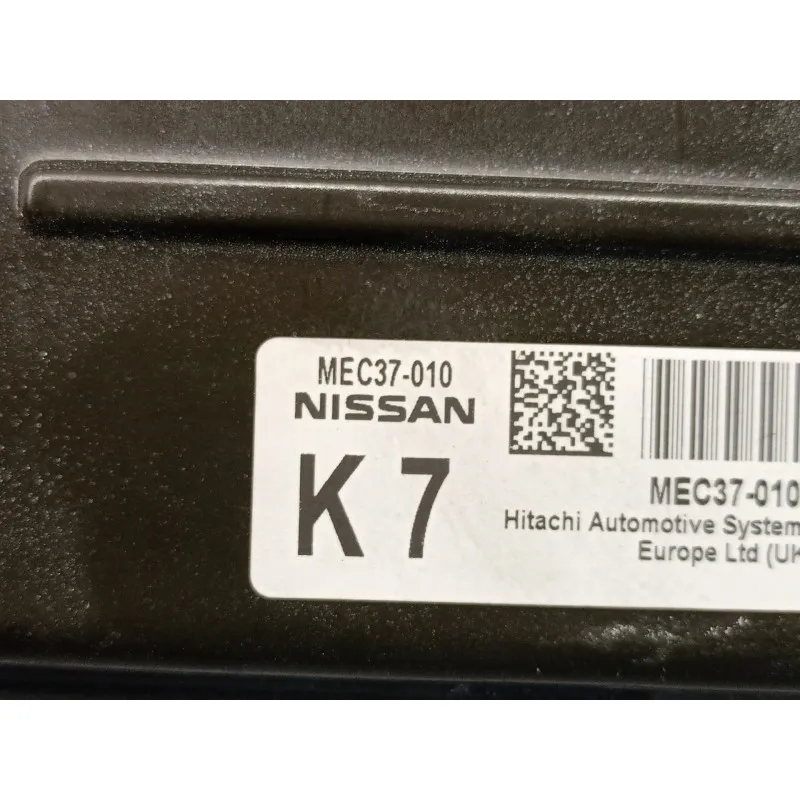 MEC37-010
NISSAN
K 7
MEC37-010
Hitachi Automotive System
Europe Ltd (UK